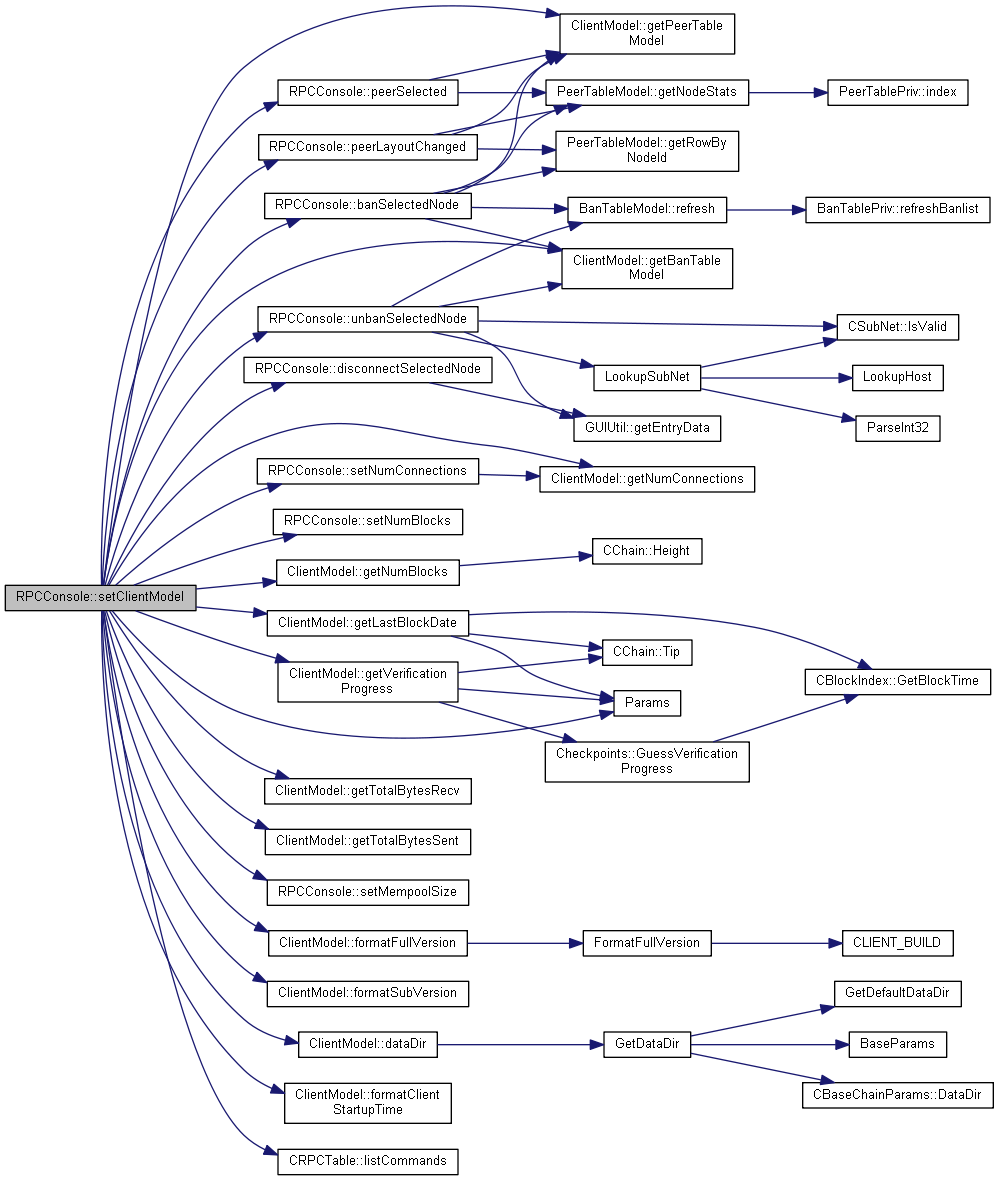 ClientModel::getPeerTable
Model
RPCConsole::peerSelected
PeerTableModel::getNodeStats
PeerTablePriv::index
RPCConsole::peerLayoutChanged
PeerTableModel::getRowBy
NodeId
RPCConsole::banSelectedNode
BanTableModel::refresh
BanTablePriv::refreshBanlist
ClientModel::getBanTable
Model
RPCConsole::unbanSelectedNode
CSubNet::IsValid
RPCConsole::disconnectSelectedNode
LookupSubNet
LookupHost
GUIUtil::getEntryData
ParseInt32
RPCConsole::setNumConnections
ClientModel::getNumConnections
RPCConsole::setNumBlocks
CChain::Height
ClientModel::getNumBlocks
RPCConsole::setClientModel
ClientModel::getLastBlockDate
CChain::Tip
ClientModel::getVerification
Progress
CBlockIndex::GetBlockTime
Params
Checkpoints::GuessVerification
Progress
ClientModel::getTotalBytesRecv
ClientModel::getTotalBytesSent
RPCConsole::setMempoolSize
ClientModel::formatFullVersion
FormatFullVersion
CLIENT_BUILD
ClientModel::formatSubVersion
GetDefaultDataDir
ClientModel::dataDir
GetDataDir
BaseParams
CBaseChainParams::DataDir
ClientModel::formatClient
StartupTime
CRPCTable::listCommands